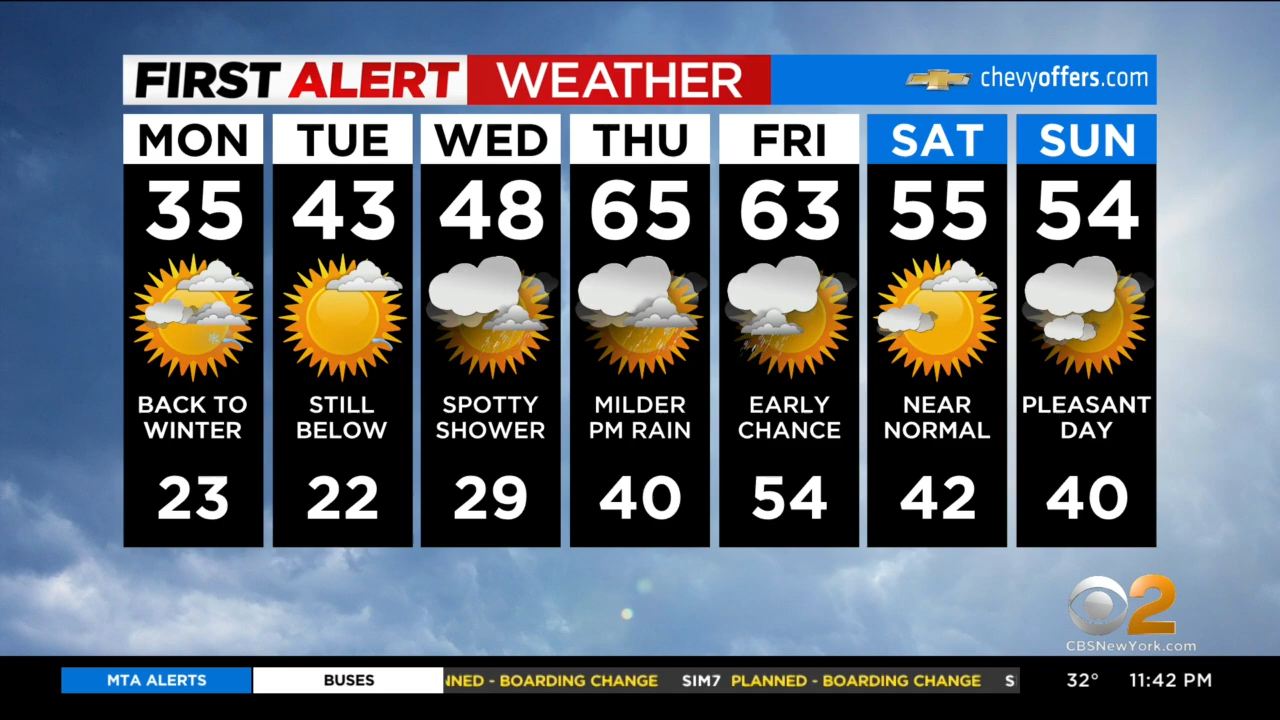 FIRST ALERT WEATHER chevyoffers.com
MON TUE WED THU FRI SAT SUN
35 43 48 65 63 55 54
BACK TO WINTER
STILL BELOW
SPOTTY SHOWER
MILDER PM RAIN
EARLY CHANCE
NEAR NORMAL
PLEASANT DAY
23 22 29 40 54 42 40
2
CBSNewYork.com
MTA ALERTS BUSES NNED - BOARDING CHANGE SIM7 PLANNED - BOARDING CHANGE S 32° 11:42 PM